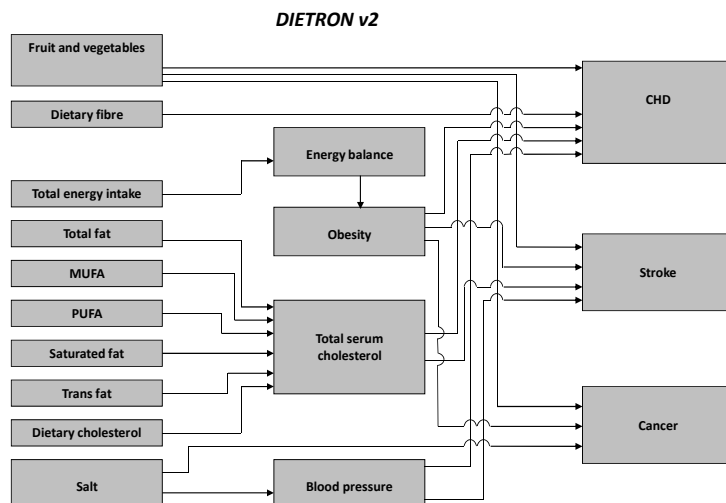 DIETRON v2
Fruit and vegetables
CHD
Dietary fibre
Energy balance
Total energy intake
Obesity
Total fat
MUFA
Stroke
PUFA
Total serum
cholesterol
Saturated fat
Trans fat
Dietary cholesterol
Cancer
Salt
Blood pressure